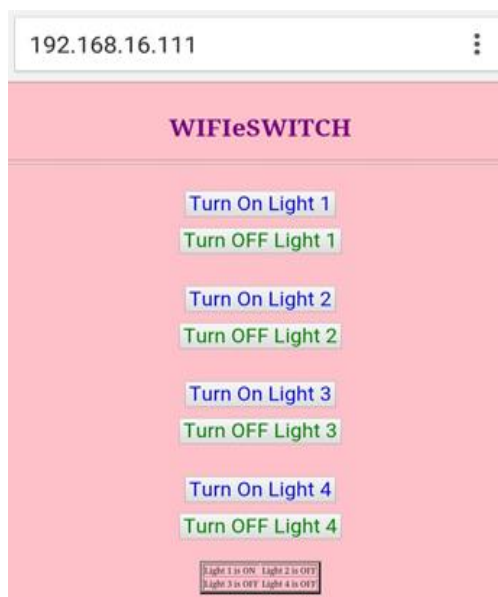 192.168.16.111
WIFIeSWITCH
Turn On Light 1
Turn OFF Light 1
Turn On Light 2
Turn OFF Light 2
Turn On Light 3
Turn OFF Light 3
Turn On Light 4
Turn OFF Light 4
Light 1 is ON Light 2 is OFF
Light 3 is OFF Light 4 is OFF